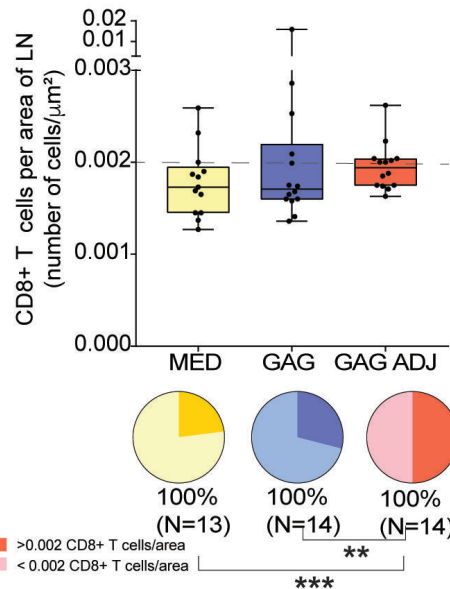 0.02
0.01
0.003
0.002
0.001
0.000
CD8+ T cells per area of LN
(number of cells/µm²)
MED GAG GAG ADJ
100% 100% 100%
(N=13) (N=14) (N=14)
>0.002 CD8+ T cells/area
< 0.002 CD8+ T cells/area
**
***